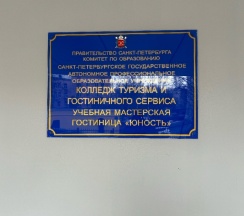 ПРАВИТЕЛЬСТВО САНКТ-ПЕТЕРБУРГА
КОМИТЕТ ПО ОБРАЗОВАНИЮ
САНКТ-ПЕТЕРБУРГСКОЕ ГОСУДАРСТВЕННОЕ
АВТОНОМНОЕ ПРОФЕССИОНАЛЬНОЕ
ОБРАЗОВАТЕЛЬНОЕ УЧРЕЖДЕНИЕ
КОЛЛЕДЖ ТУРИЗМА И
ГОСТИНИЧНОГО СЕРВИСА
УЧЕБНАЯ МАСТЕРСКАЯ
ГОСТИНИЦА «ЮНОСТЬ»